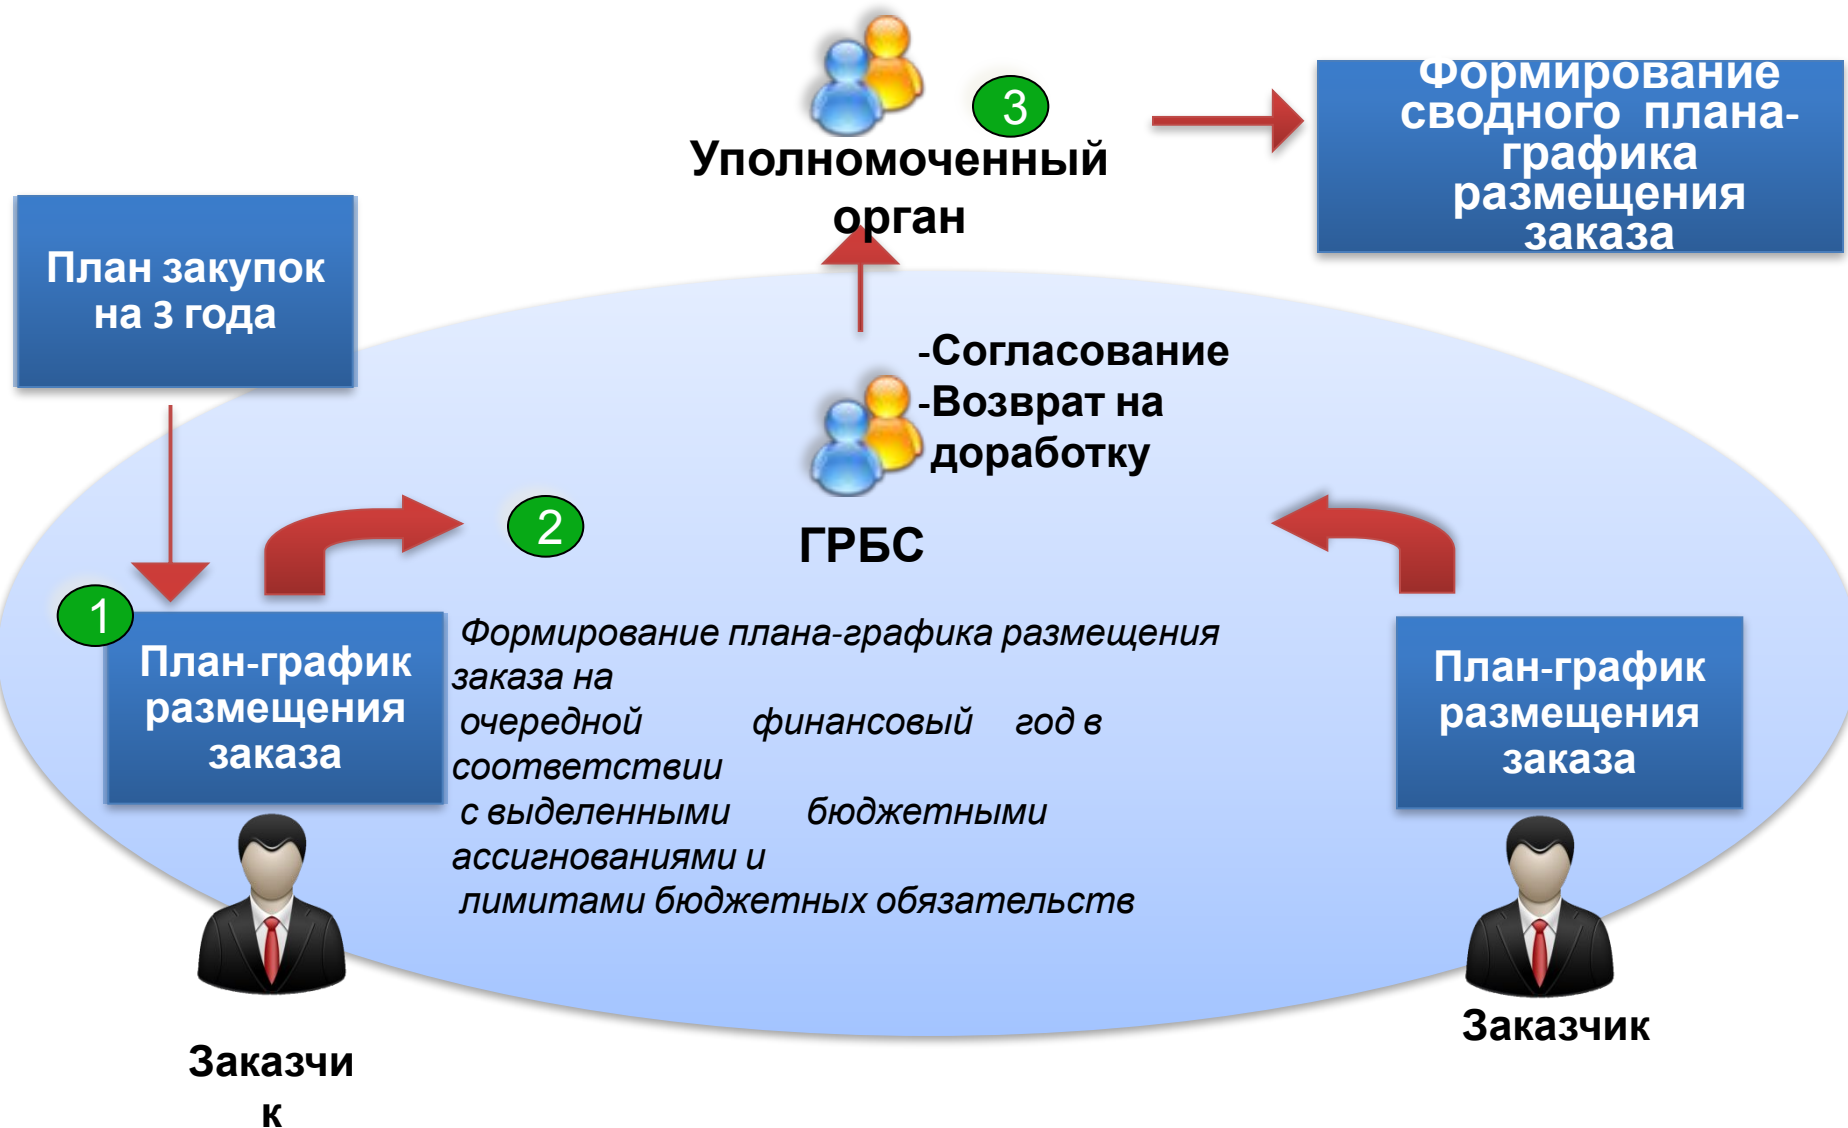 3
Уполномоченный
орган
Формирование
сводного плана-
графика
размещения
заказа
План закупок
на 3 года
-Согласование
-Возврат на
доработку
2
ГРБС
1
План-график
размещения
заказа
Формирование плана-графика размещения
заказа на
очередной финансовый год в
соответствии
с выделенными бюджетными
ассигнованиями и
лимитами бюджетных обязательств
План-график
размещения
заказа
Заказчи
к
Заказчик